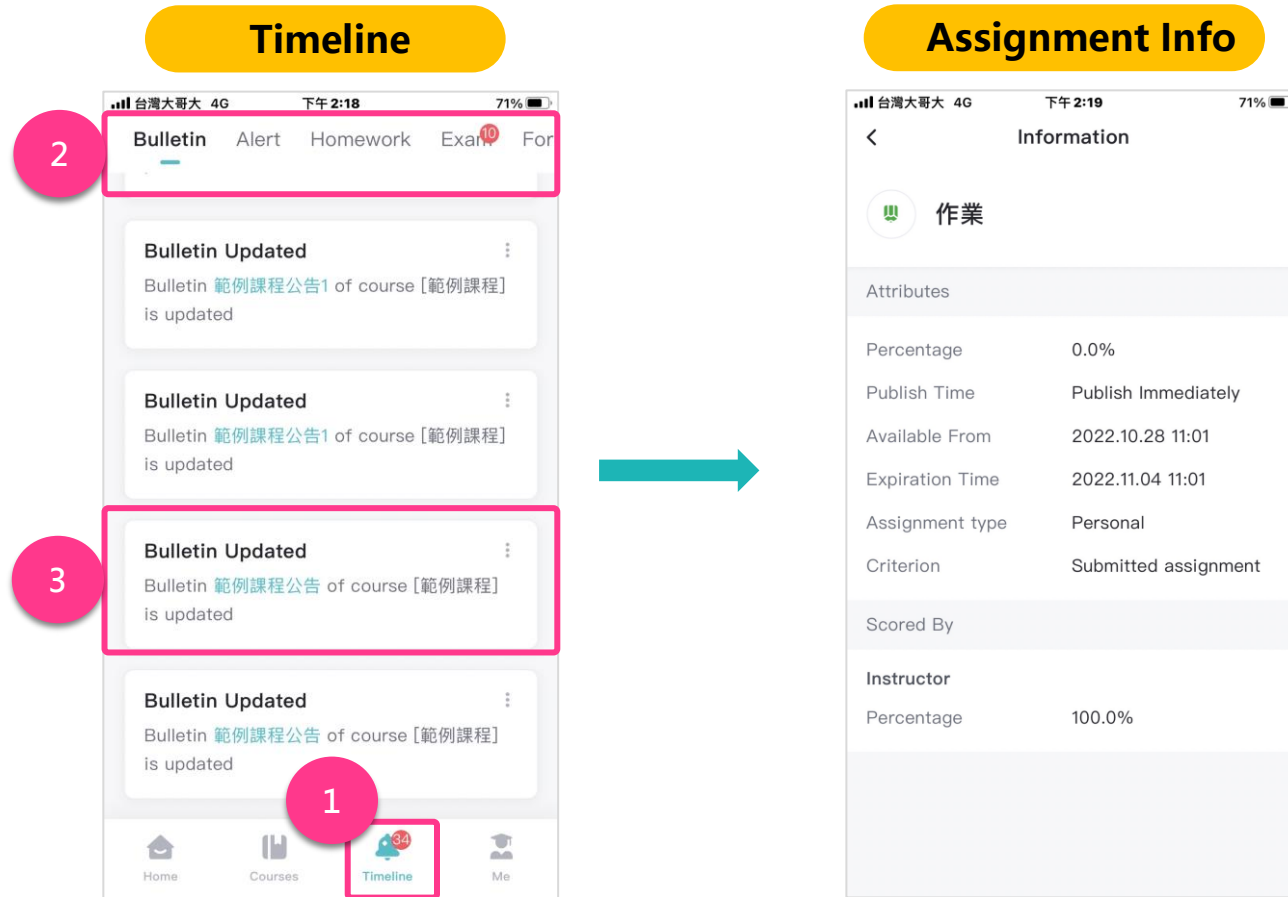 Timeline
Assignment Info
台灣大哥大 4G 下午 2:18 71%
2
Bulletin Alert Homework Exam 10 For
Bulletin Updated
Bulletin 範例課程公告1 of course [範例課程]
is updated
Bulletin Updated
Bulletin 範例課程公告1 of course [範例課程]
is updated
3
Bulletin Updated
Bulletin 範例課程公告 of course [範例課程]
is updated
Bulletin Updated
Bulletin 範例課程公告 of course [範例課程]
is updated
1
34
Home Courses Timeline Me
台灣大哥大 4G 下午 2:19 71%
Information
作業
Attributes
Percentage 0.0%
Publish Time Publish Immediately
Available From 2022.10.28 11:01
Expiration Time 2022.11.04 11:01
Assignment type Personal
Criterion Submitted assignment
Scored By
Instructor
Percentage 100.0%